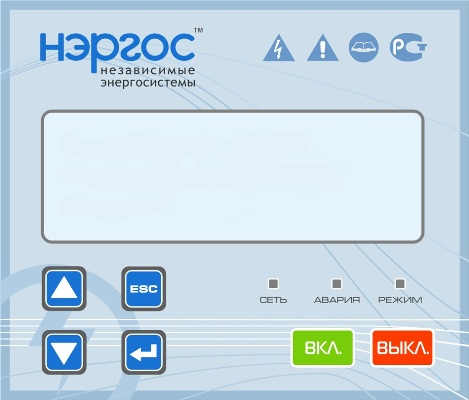 НЭРГОС™
независимые
энергосистемы
ESC
СЕТЬ АВАРИЯ РЕЖИМ
ВКЛ. ВЫКЛ.